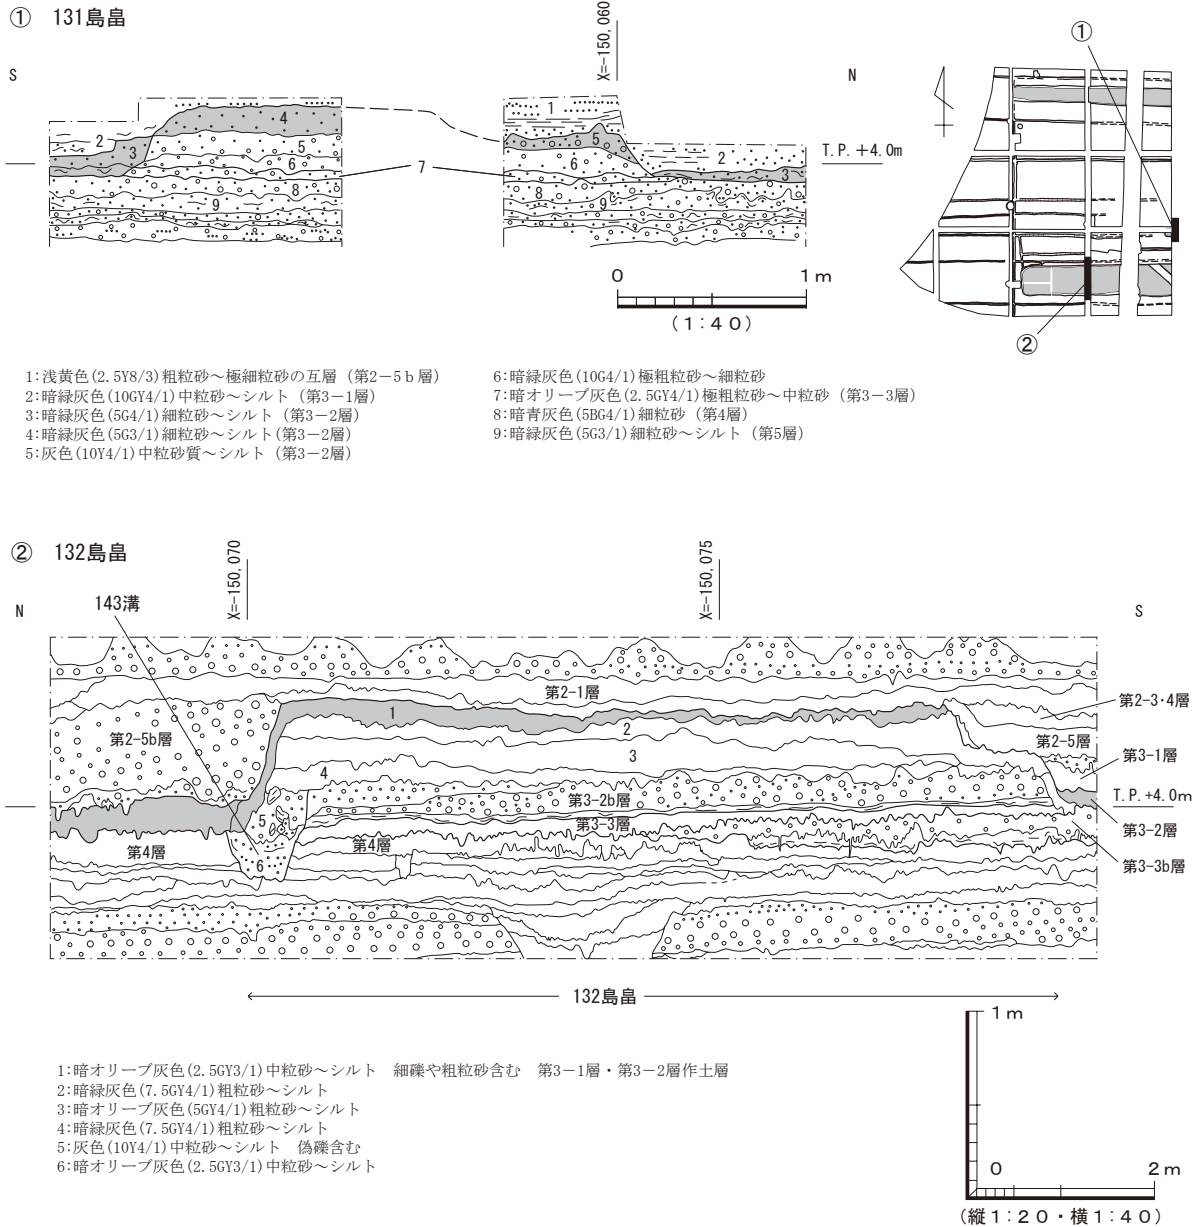 ① 131島畠
X=-150,060
S
N
①
1
4
2
5
3
6
7
8
9
5
6
2
3
8
9
T.P.+4.0m
0 1m
(1:40)
②
1:浅黄色(2.5Y8/3)粗粒砂～極細粒砂の互層(第2-5b層)
2:暗緑灰色(10GY4/1)中粒砂～シルト(第3-1層)
3:暗緑灰色(5G4/1)細粒砂～シルト(第3-2層)
4:暗緑灰色(5G3/1)細粒砂～シルト(第3-2層)
5:灰色(10Y4/1)中粒砂質～シルト(第3-2層)
6:暗緑灰色(10G4/1)極粗粒砂～細粒砂
7:暗オリーブ灰色(2.5GY4/1)極粗粒砂～中粒砂(第3-3層)
8:暗青灰色(5BG4/1)細粒砂(第4層)
9:暗緑灰色(5G3/1)細粒砂～シルト(第5層)
② 132島畠
X=-150,070
X=-150,075
N
143溝
S
第2-1層
第2-3・4層
1
2
第2-5b層
第2-5層
3
第3-1層
4
第3-2b層
T.P.+4.0m
5
第3-3層
第3-2層
第4層
第4層
6
第3-3b層
132島畠
1m
0 2m
(縦1:20・横1:40)
1:暗オリーブ灰色(2.5GY3/1)中粒砂～シルト　細礫や粗粒砂含む　第3-1層・第3-2層作土層
2:暗緑灰色(7.5GY4/1)粗粒砂～シルト
3:暗オリーブ灰色(5GY4/1)粗粒砂～シルト
4:暗緑灰色(7.5GY4/1)粗粒砂～シルト
5:灰色(10Y4/1)中粒砂～シルト　偽礫含む
6:暗オリーブ灰色(2.5GY3/1)中粒砂～シルト